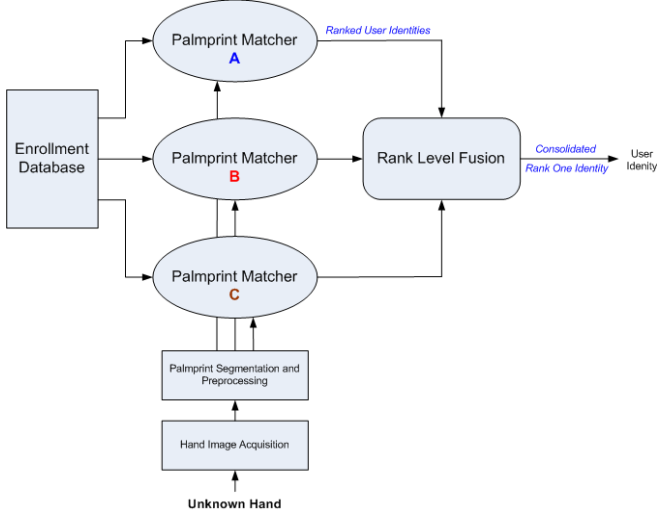 Palmprint Matcher
A
Ranked User Identities
Enrollment
Database
Palmprint Matcher
B
Rank Level Fusion
Consolidated
Rank One Identity
User
Idenity
Palmprint Matcher
C
Palmprint Segmentation and
Preprocessing
Hand Image Acquisition
Unknown Hand